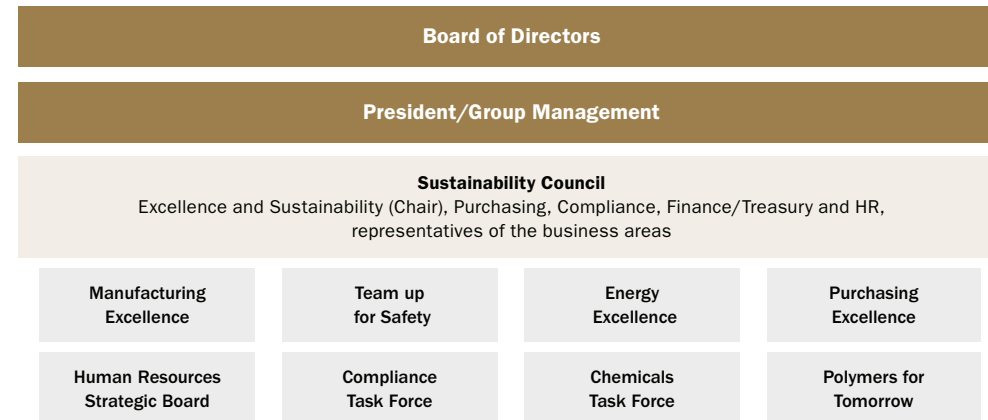 Board of Directors
President/Group Management
Sustainability Council
Excellence and Sustainability (Chair), Purchasing, Compliance, Finance/Treasury and HR,
representatives of the business areas
Manufacturing
Excellence
Team up
for Safety
Energy
Excellence
Purchasing
Excellence
Human Resources
Strategic Board
Compliance
Task Force
Chemicals
Task Force
Polymers for
Tomorrow